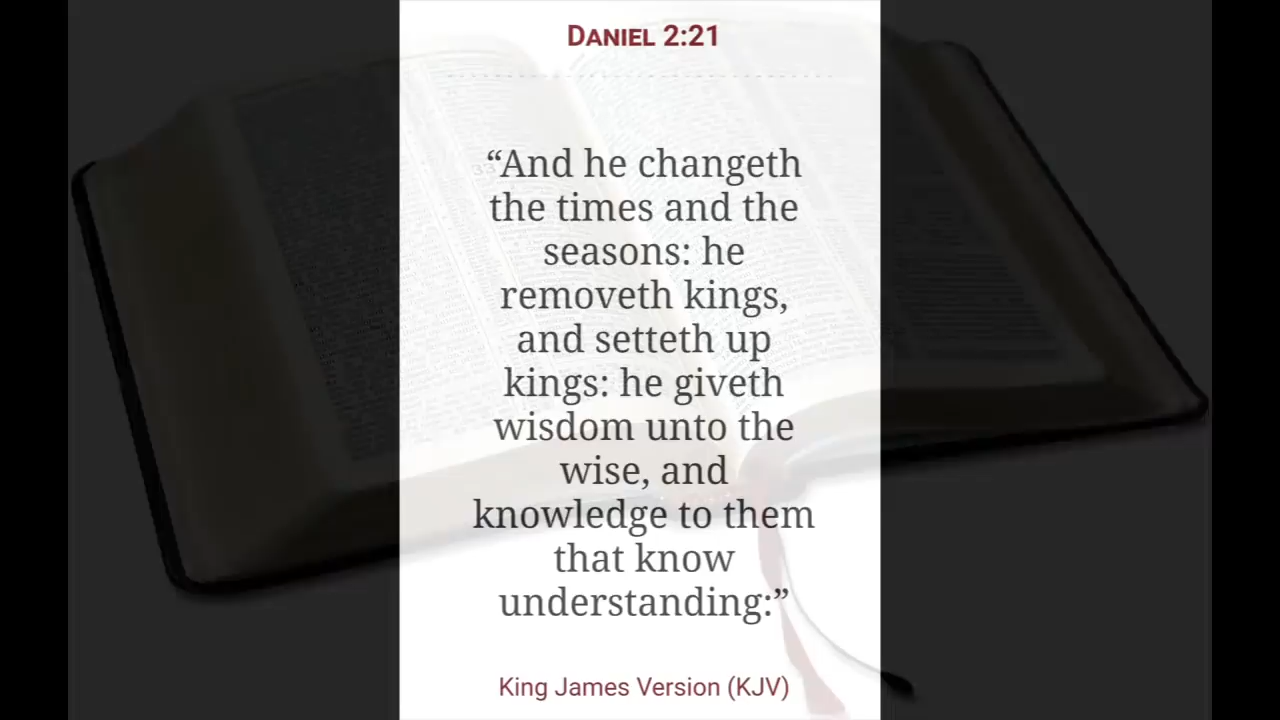 DANIEL 2:21
“And he changeth
the times and the
seasons: he
removeth kings,
and setteth up
kings: he giveth
wisdom unto the
wise, and
knowledge to them
that know
understanding:”
King James Version (KJV)